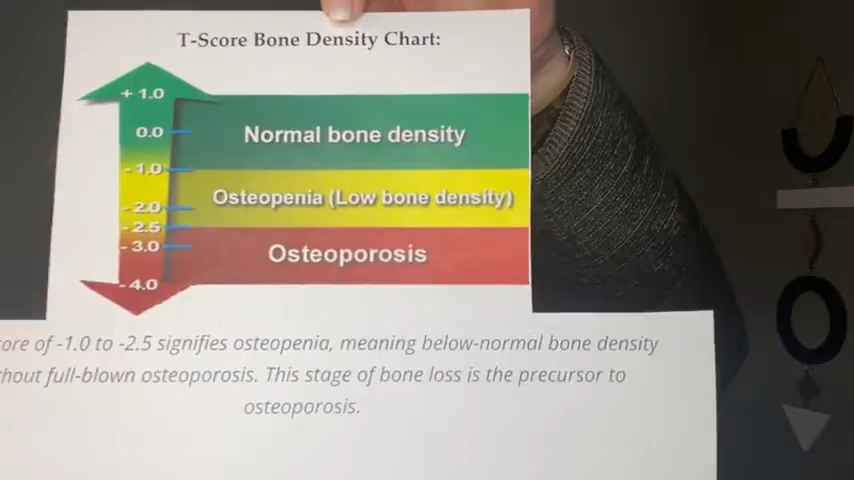 T-Score Bone Density Chart:
+ 1.0
0.0
Normal bone density
- 1.0
Osteopenia (Low bone density)
- 2.0
- 2.5
- 3.0
Osteoporosis
- 4.0
ore of -1.0 to -2.5 signifies osteopenia, meaning below-normal bone density
hout full-blown osteoporosis. This stage of bone loss is the precursor to
osteoporosis.